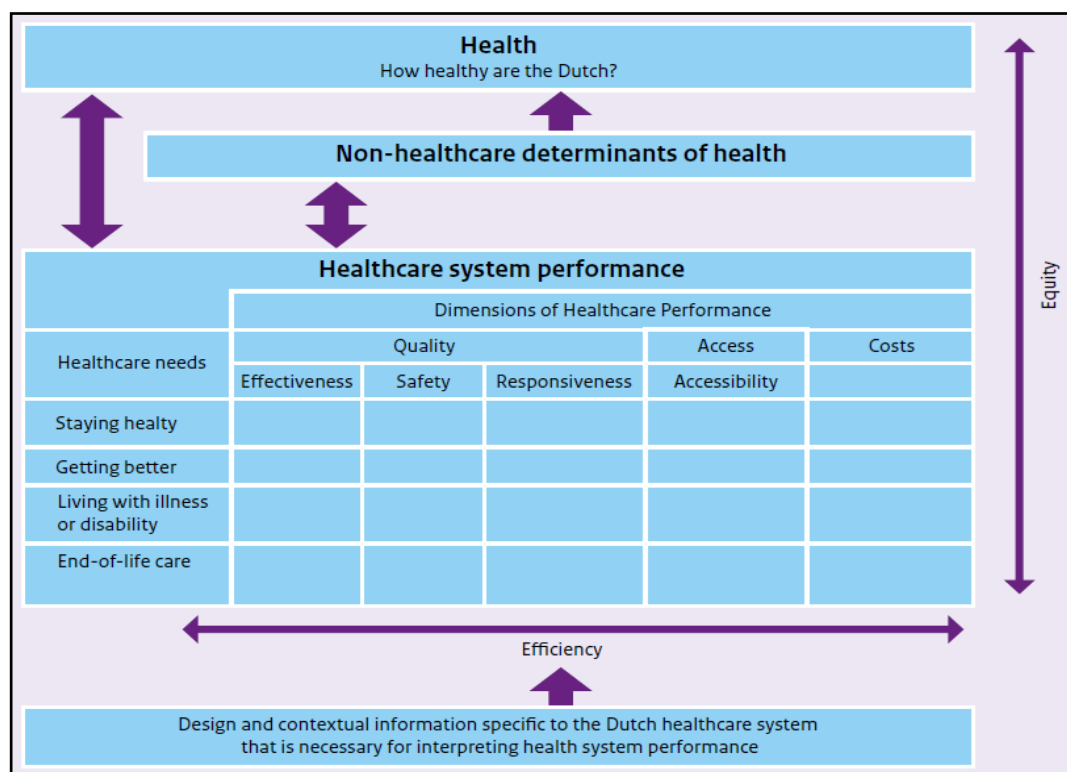 Health
How healthy are the Dutch?
Non-healthcare determinants of health
Healthcare system performance
Dimensions of Healthcare Performance
Healthcare needs
Quality
Access
Costs
Effectiveness
Safety
Responsiveness
Accessibility
Staying healty
Getting better
Living with illness
or disability
End-of-life care
Equity
Efficiency
Design and contextual information specific to the Dutch healthcare system
that is necessary for interpreting health system performance